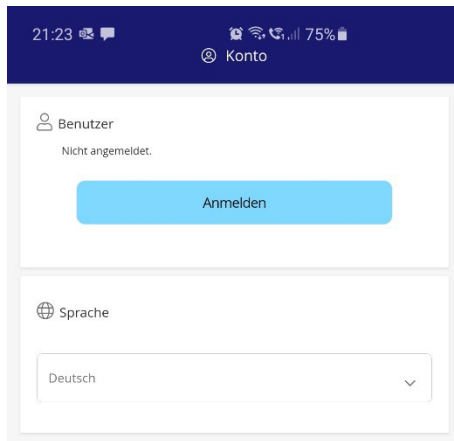 21:23 75%
Konto
Benutzer
Nicht angemeldet.
Anmelden
Sprache
Deutsch